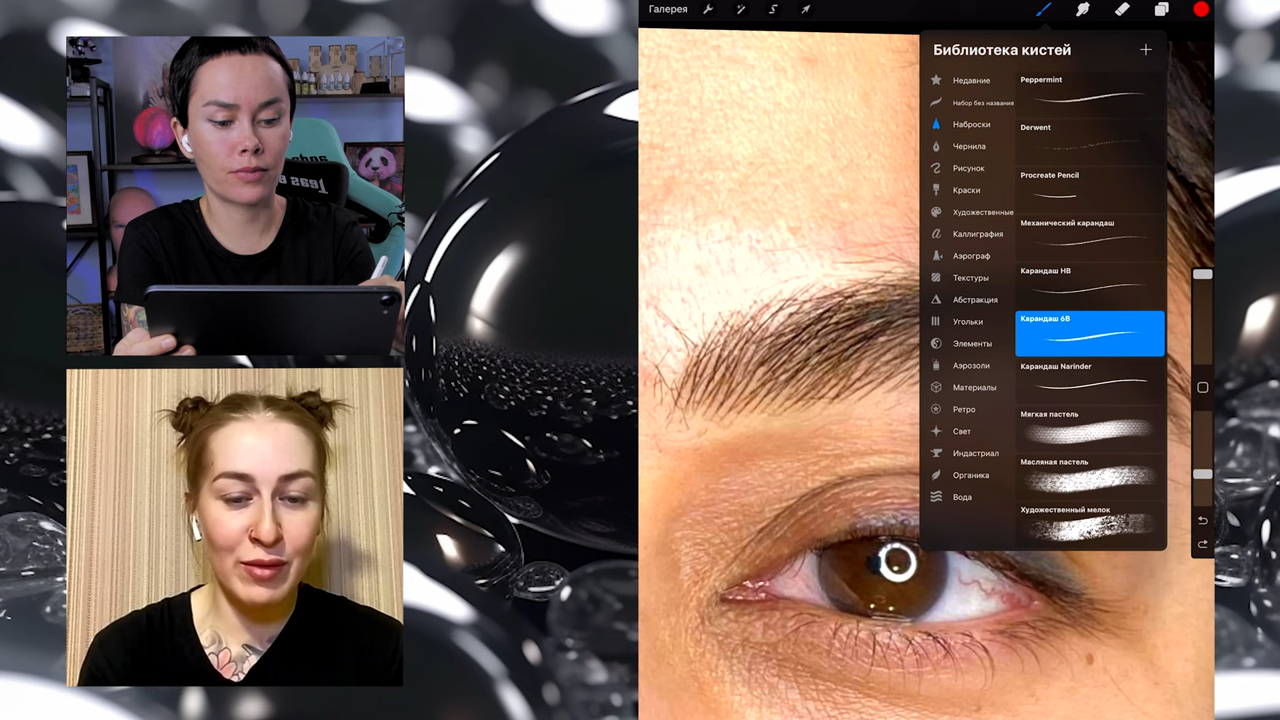 Галерея
Библиотека кистей
Недавние
Набор без названия
Наброски
Чернила
Рисунок
Краски
Художественные
Каллиграфия
Аэрограф
Текстуры
Абстракция
Угольки
Элементы
Аэрозоли
Материалы
Ретро
Свет
Индастриал
Органика
Вода
Peppermint
Derwent
Procreate Pencil
Механический карандаш
Карандаш HB
Карандаш 6B
Карандаш Narinder
Мягкая пастель
Масляная пастель
Художественный мелок